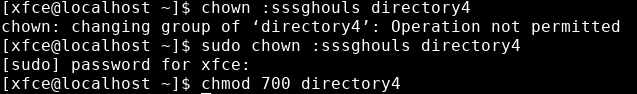 [xfce@localhost ~]$ chown :sssghouls directory4
chown: changing group of ‘directory4’: Operation not permitted
[xfce@localhost ~]$ sudo chown :sssghouls directory4
[sudo] password for xfce:
[xfce@localhost ~]$ chmod 700 directory4